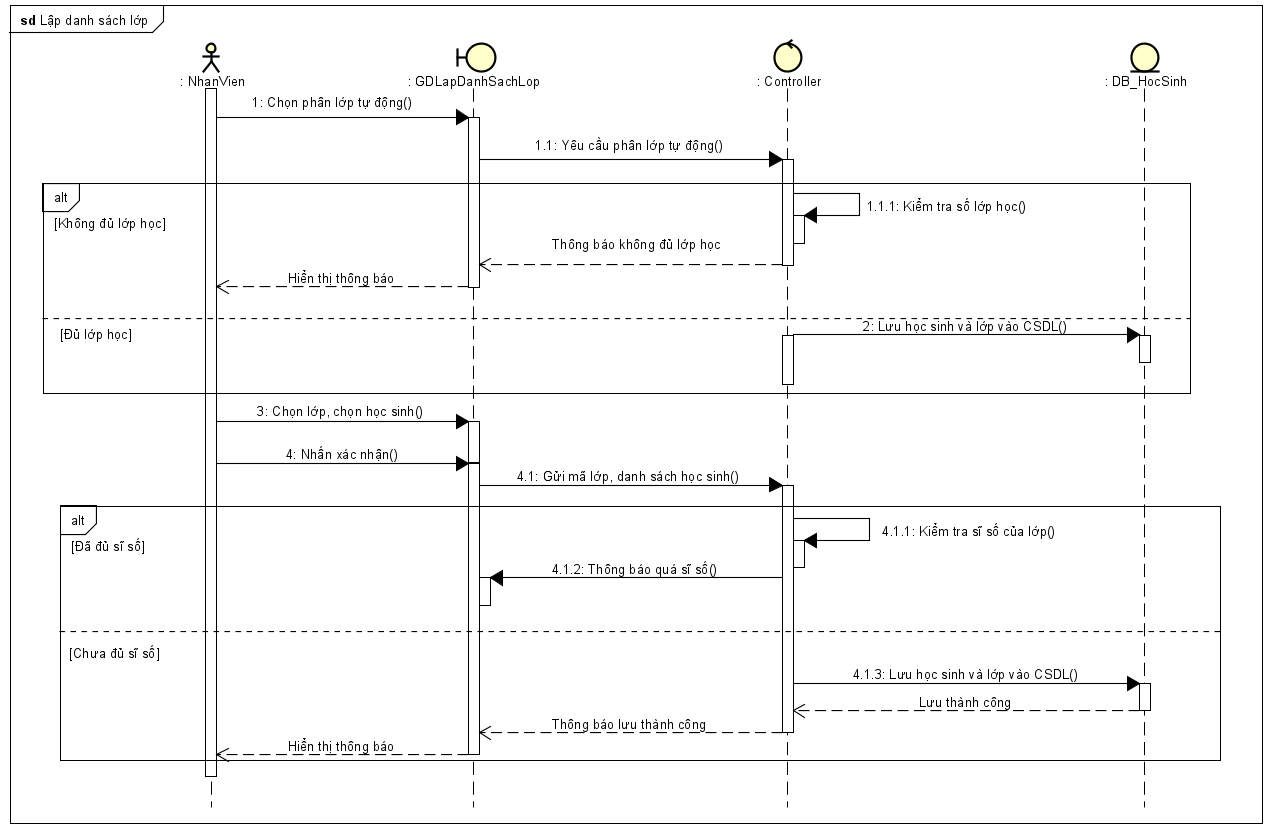 sd Lập danh sách lớp
: NhanVien
: GDLapDanhSachLop
: Controller
: DB_HocSinh
1: Chọn phân lớp tự động()
1.1: Yêu cầu phân lớp tự động()
alt
[Không đủ lớp học]
1.1.1: Kiểm tra số lớp học()
Thông báo không đủ lớp học
Hiển thị thông báo
[Đủ lớp học]
2: Lưu học sinh và lớp vào CSDL()
3: Chọn lớp, chọn học sinh()
4: Nhấn xác nhận()
4.1: Gửi mã lớp, danh sách học sinh()
alt
[Đã đủ sĩ số]
4.1.1: Kiểm tra sĩ số của lớp()
4.1.2: Thông báo quá sĩ số()
[Chưa đủ sĩ số]
4.1.3: Lưu học sinh và lớp vào CSDL()
Lưu thành công
Thông báo lưu thành công
Hiển thị thông báo